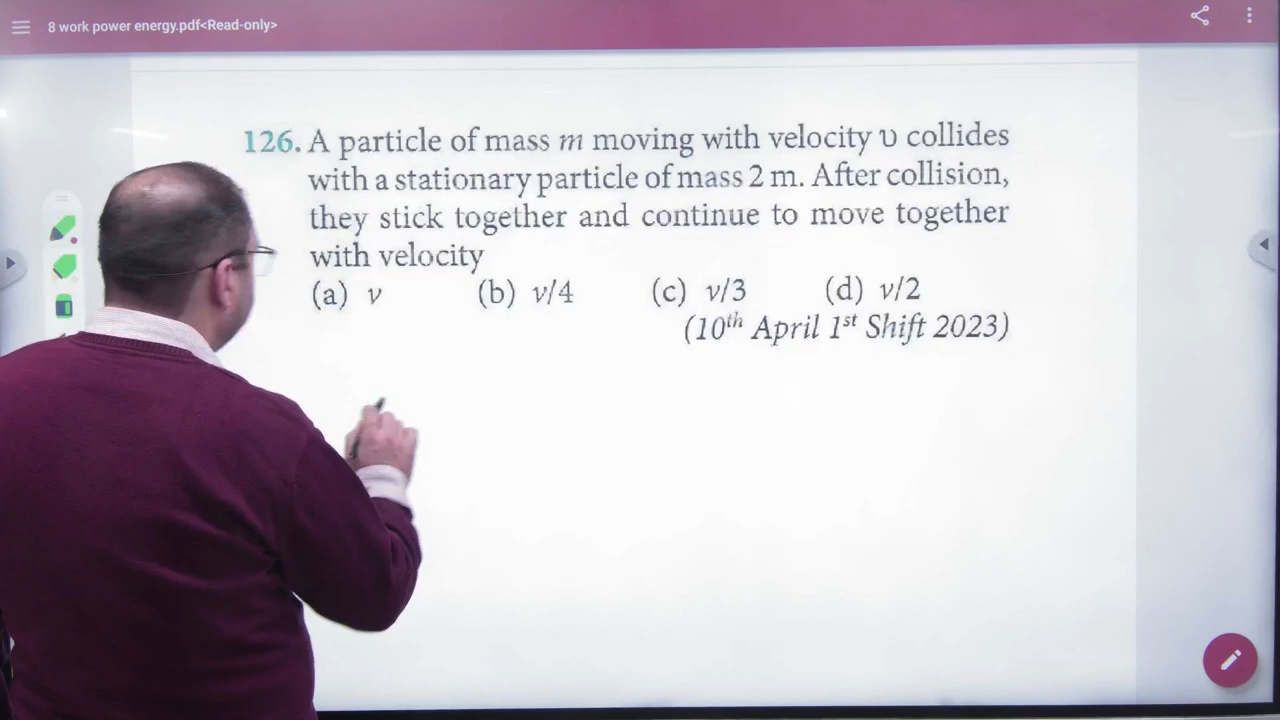 8 work power energy.pdf<Read-only>
126. A particle of mass m moving with velocity υ collides
with a stationary particle of mass 2 m. After collision,
they stick together and continue to move together
with velocity
(a) v (b) v/4 (c) v/3 (d) v/2
(10th April 1st Shift 2023)